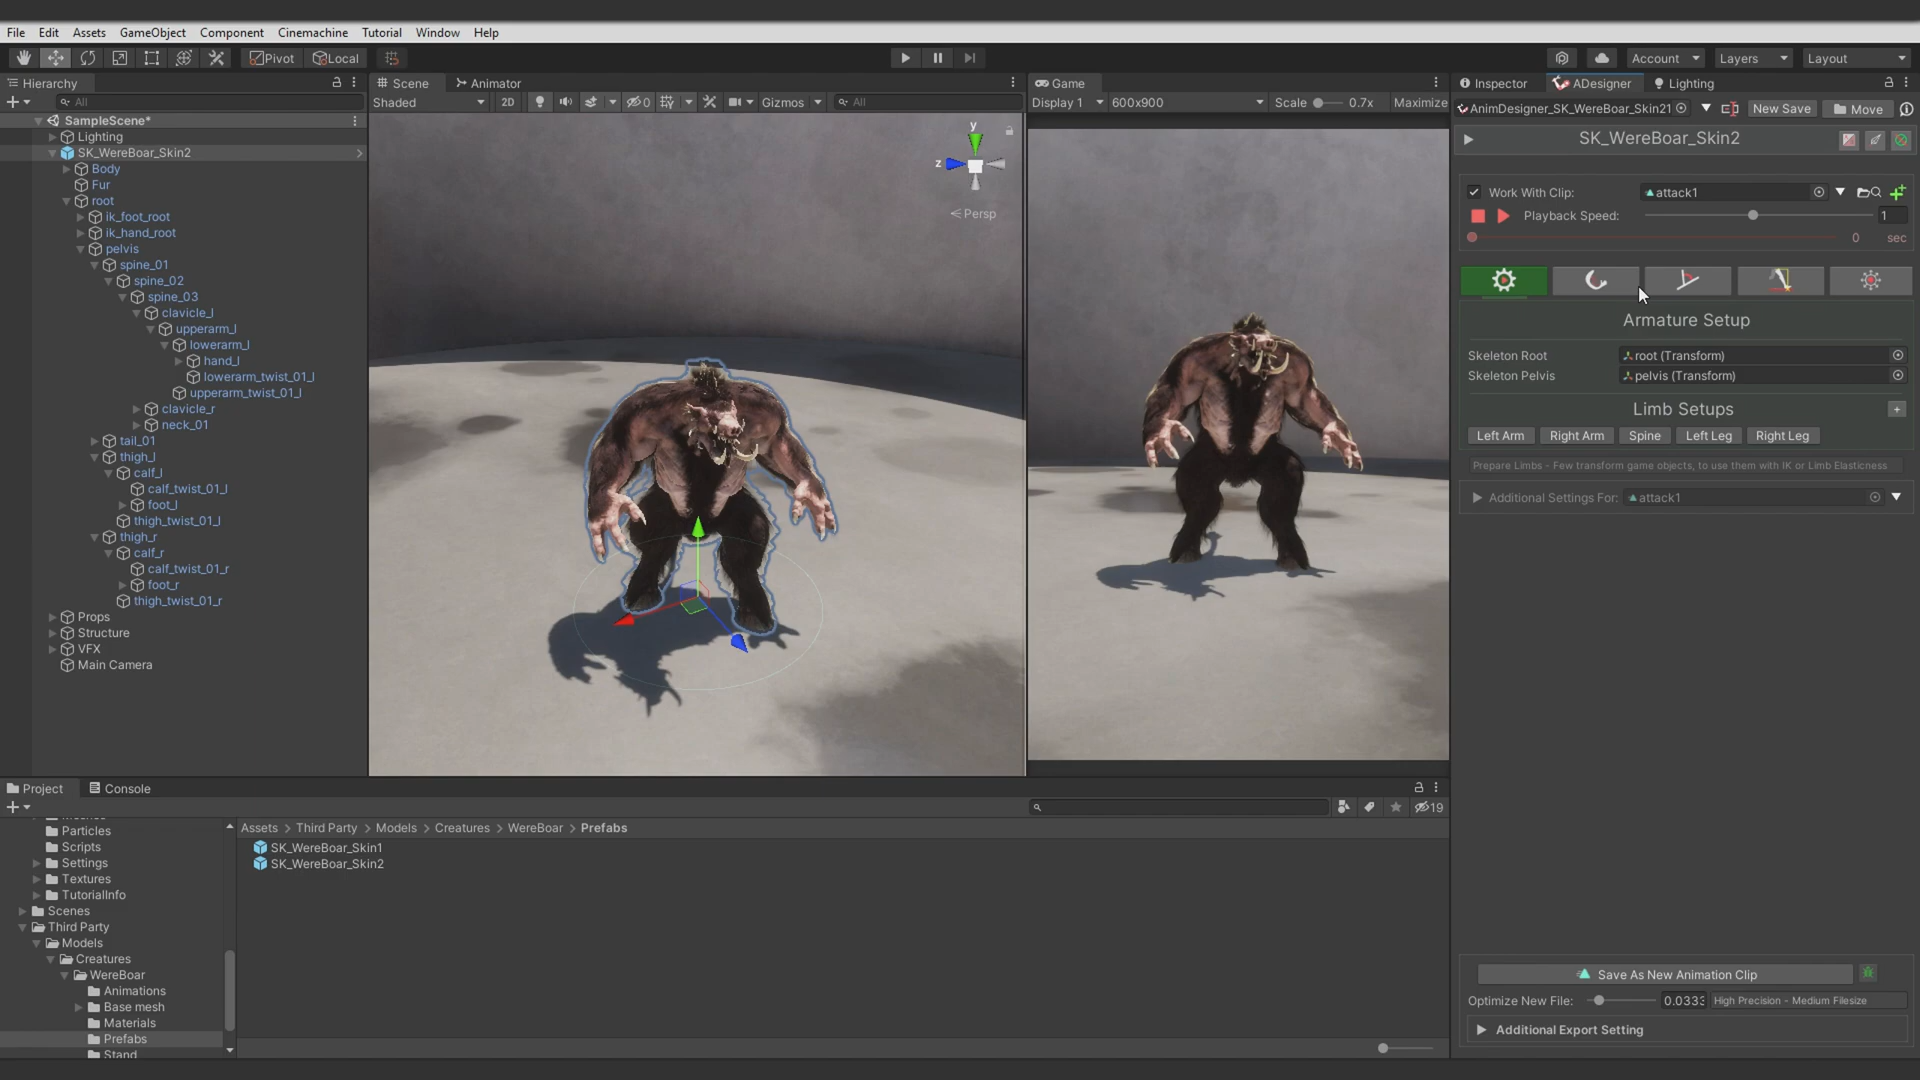 File Edit Assets GameObject Component Cinemachine Tutorial Window Help
Pivot Local Account Layers Layout
Hierarchy
All
SampleScene*
Lighting
SK_WereBoar_Skin2
Body
Fur
root
ik_foot_root
ik_hand_root
pelvis
spine_01
spine_02
spine_03
clavicle_l
upperarm_l
lowerarm_l
hand_l
lowerarm_twist_01_l
upperarm_twist_01_l
clavicle_r
neck_01
tail_01
thigh_l
calf_l
calf_twist_01_l
foot_l
thigh_twist_01_l
thigh_r
calf_r
calf_twist_01_r
foot_r
thigh_twist_01_r
Props
Structure
VFX
Main Camera
Scene Animator
Shaded 2D 0 Gizmos All
y
z
Persp
Game
Display 1 600x900 Scale 0.7x Maximize
Inspector ADesigner Lighting
AnimDesigner_SK_WereBoar_Skin21 New Save Move
SK_WereBoar_Skin2
Work With Clip: attack1
Playback Speed: 1
0 sec
Armature Setup
Skeleton Root root (Transform)
Skeleton Pelvis pelvis (Transform)
Limb Setups +
Left Arm Right Arm Spine Left Leg Right Leg
Prepare Limbs - Few transform game objects, to use them with IK or Limb Elasticness
Additional Settings For: attack1
Save As New Animation Clip
Optimize New File: 0.0333 High Precision - Medium Filesize
Additional Export Setting
Project Console
19
Particles
Scripts
Settings
Textures
TutorialInfo
Scenes
Third Party
Models
Creatures
WereBoar
Animations
Base mesh
Materials
Prefabs
Stand
Assets > Third Party > Models > Creatures > WereBoar > Prefabs
SK_WereBoar_Skin1
SK_WereBoar_Skin2